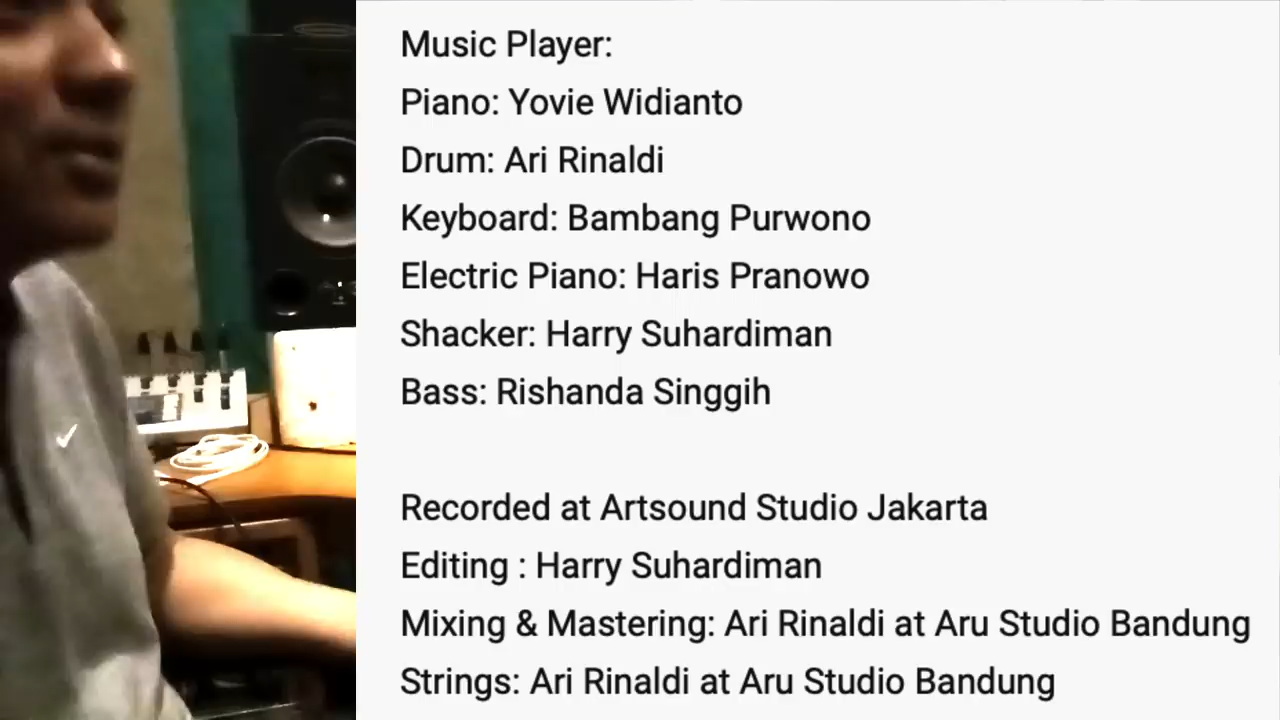 Music Player:
Piano: Yovie Widianto
Drum: Ari Rinaldi
Keyboard: Bambang Purwono
Electric Piano: Haris Pranowo
Shacker: Harry Suhardiman
Bass: Rishanda Singgih
Recorded at Artsound Studio Jakarta
Editing : Harry Suhardiman
Mixing & Mastering: Ari Rinaldi at Aru Studio Bandung
Strings: Ari Rinaldi at Aru Studio Bandung